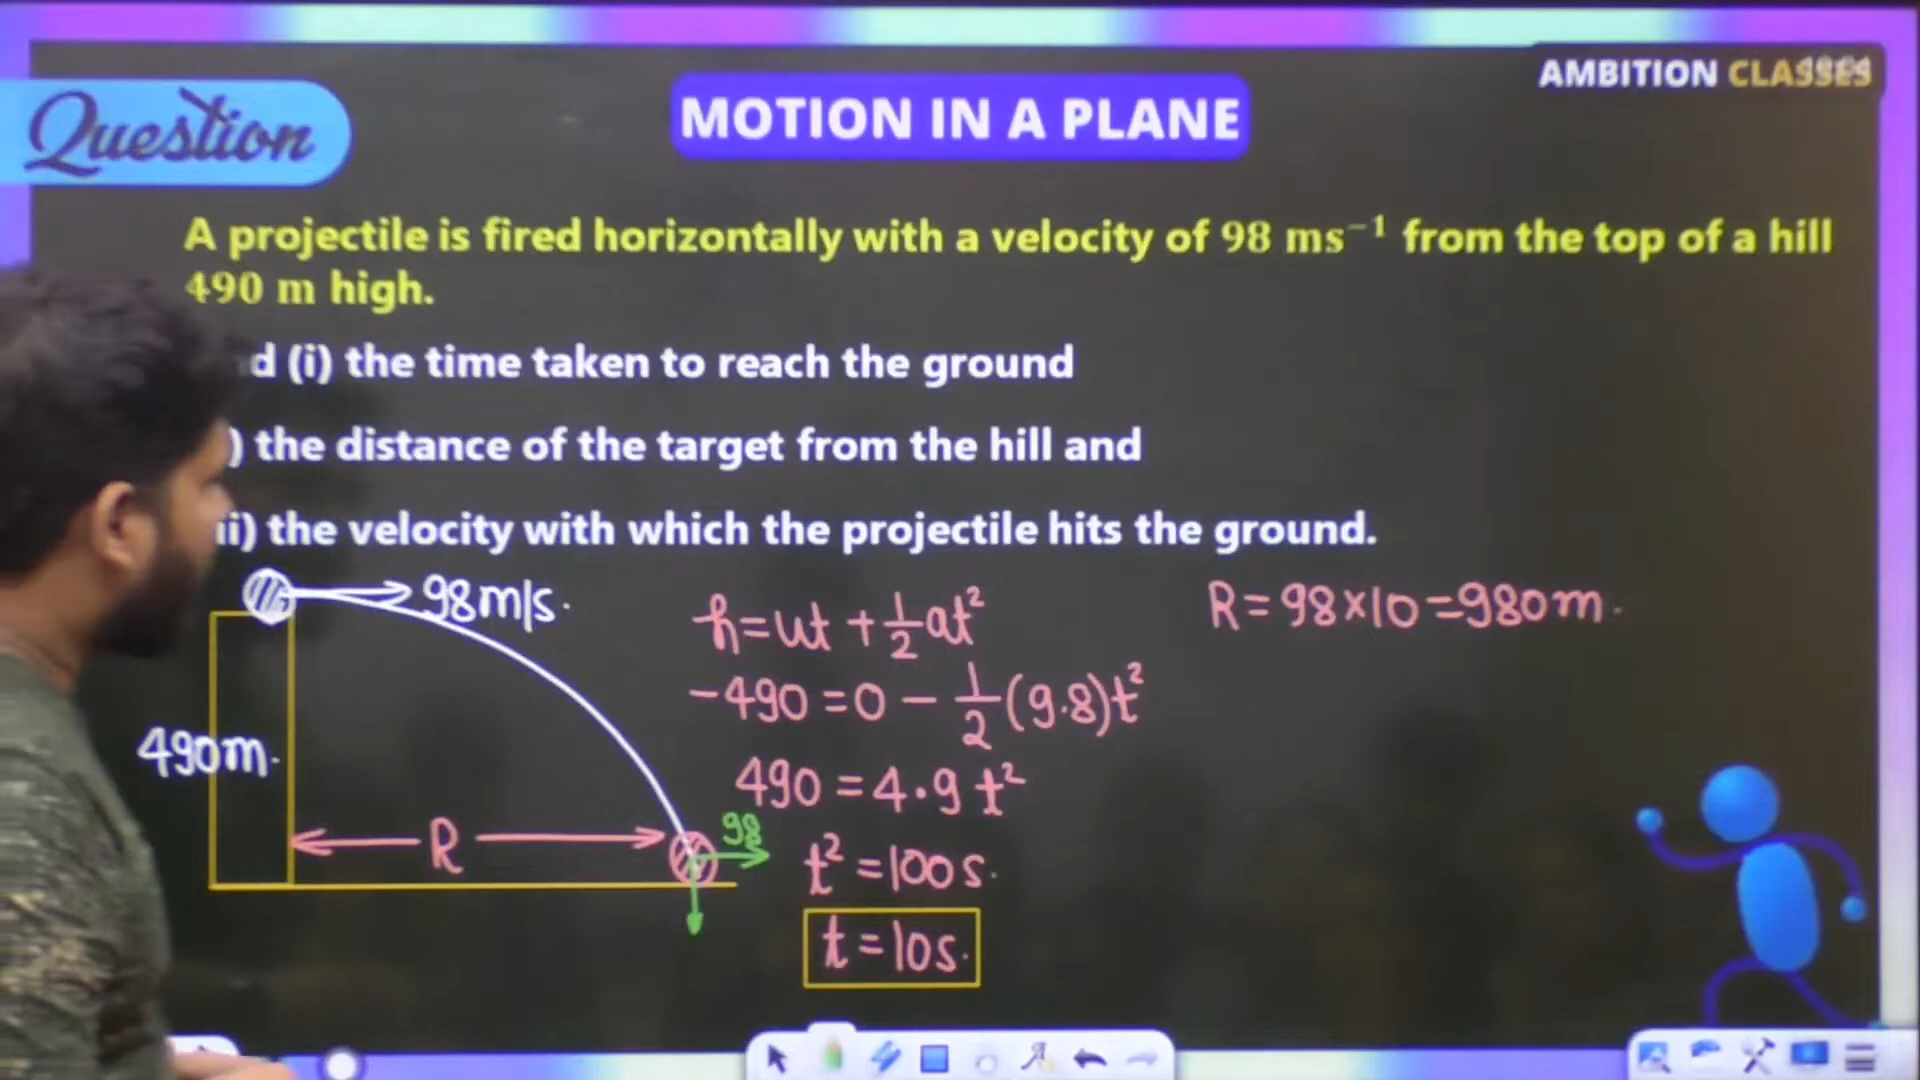 AMBITION CLASSES
Question
MOTION IN A PLANE
A projectile is fired horizontally with a velocity of 98 ms⁻¹ from the top of a hill
490 m high.
d (i) the time taken to reach the ground
) the distance of the target from the hill and
ii) the velocity with which the projectile hits the ground.
98m/s.
490m.
R
98
h=ut+½at²
-490=0-½(9.8)t²
490=4.9t²
t²=100s.
t=10s.
R=98×10=980m.